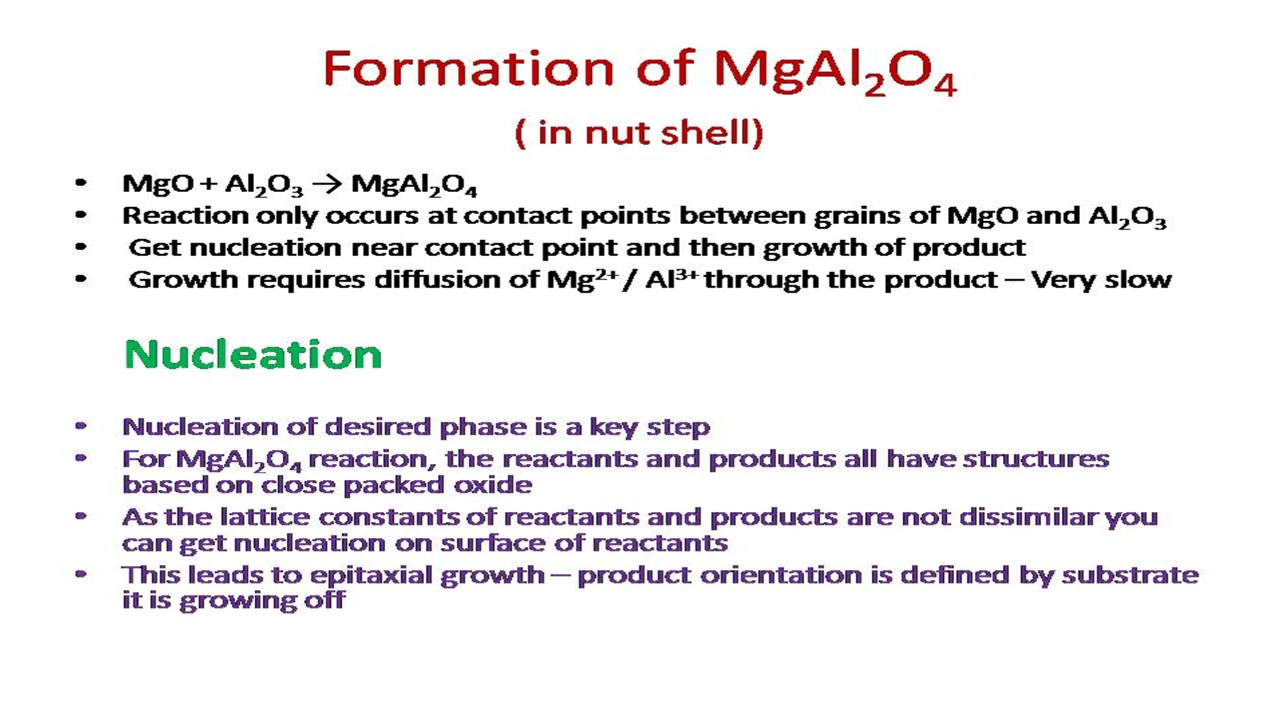 Formation of MgAl₂O₄
( in nut shell)
• MgO + Al₂O₃ → MgAl₂O₄
• Reaction only occurs at contact points between grains of MgO and Al₂O₃
• Get nucleation near contact point and then growth of product
• Growth requires diffusion of Mg²⁺ / Al³⁺ through the product – Very slow
Nucleation
• Nucleation of desired phase is a key step
• For MgAl₂O₄ reaction, the reactants and products all have structures
based on close packed oxide
• As the lattice constants of reactants and products are not dissimilar you
can get nucleation on surface of reactants
• This leads to epitaxial growth – product orientation is defined by substrate
it is growing off